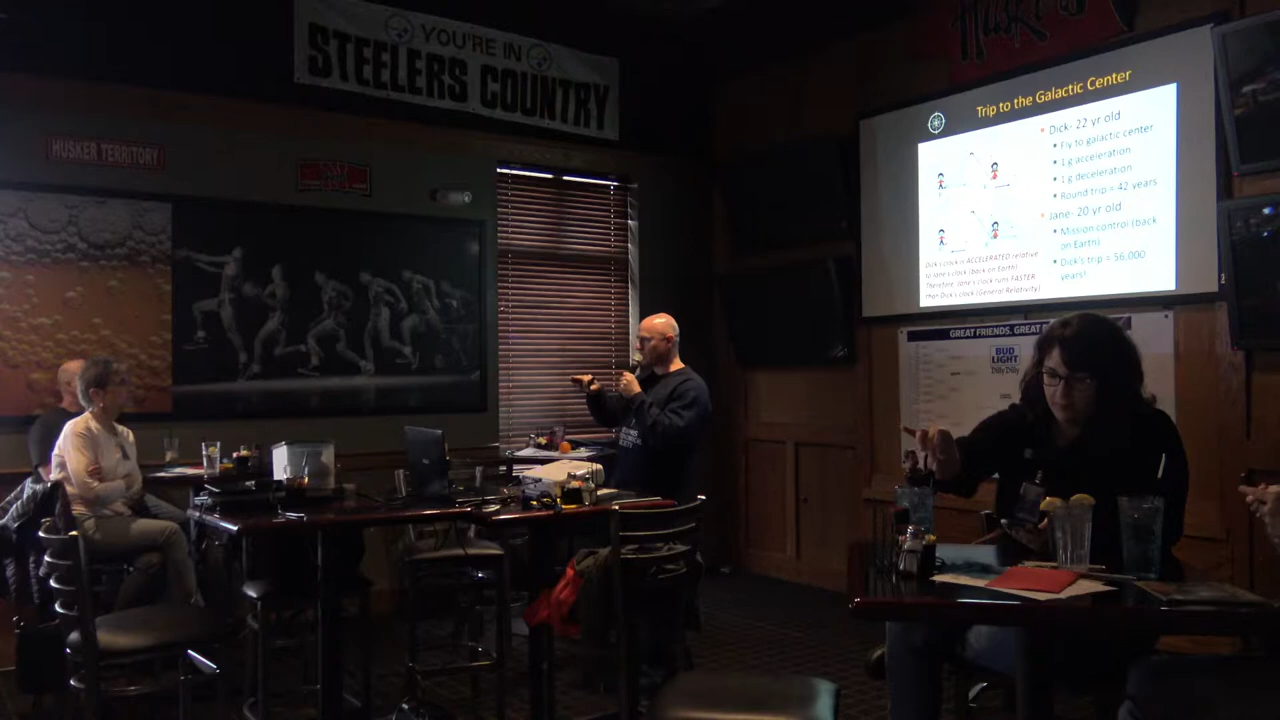 YOU'RE IN
STEELERS COUNTRY
HUSKER TERRITORY
Trip to the Galactic Center
Dick- 22 yr old
Fly to galactic center
1 g acceleration
1 g deceleration
Round trip = 42 years
Jane- 20 yr old
Mission control (back
on Earth)
Dick's trip = 56,000
years!
Dick's clock is ACCELERATED relative
to Jane's clock (back on Earth)
Therefore, Jane's clock runs FASTER
than Dick's clock (General Relativity)
GREAT FRIENDS. GREAT
BUD
LIGHT
Dilly Dilly